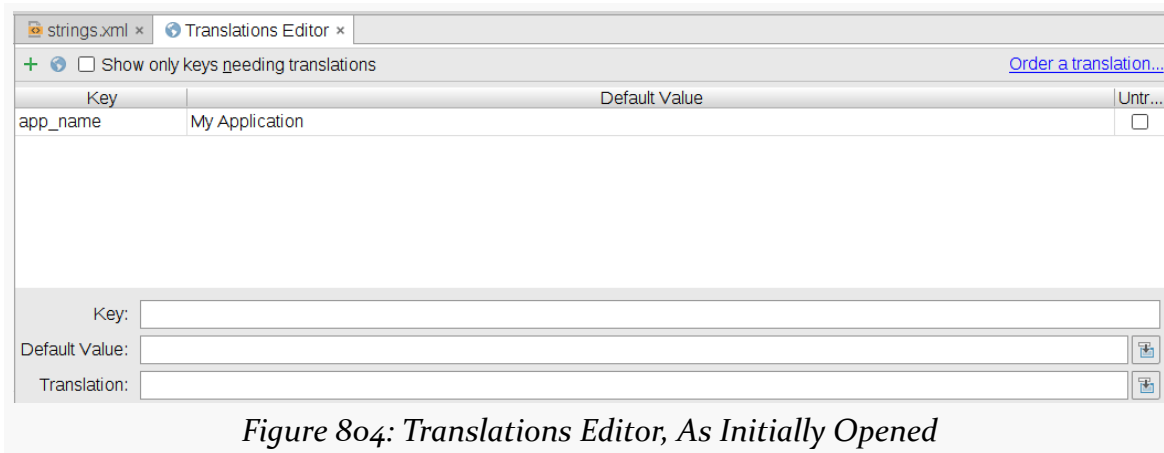 strings.xml × Translations Editor ×
+ Show only keys needing translations Order a translation...
Key Default Value Untr...
app_name My Application
Key:
Default Value:
Translation:
Figure 804: Translations Editor, As Initially Opened